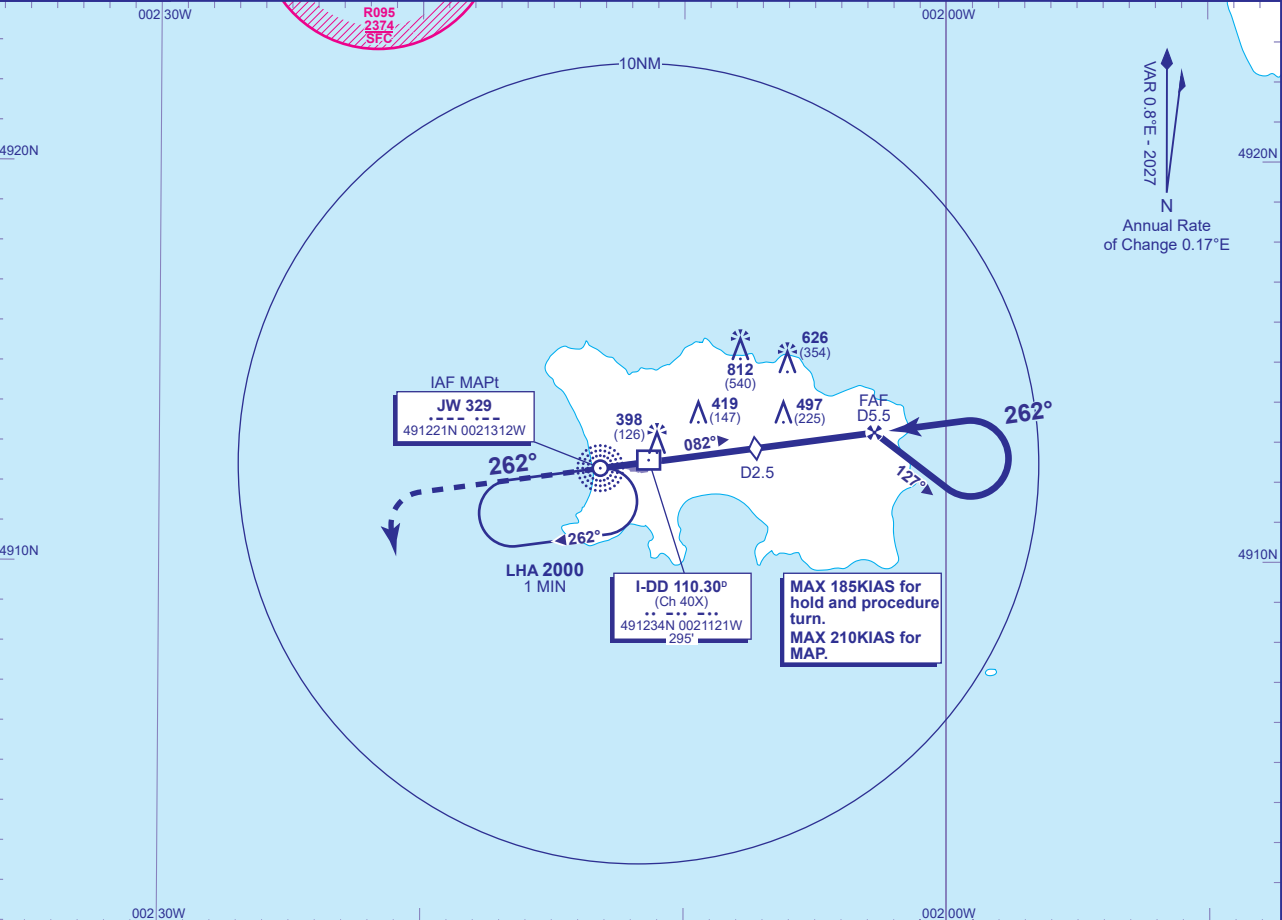 002 30W
R095
2374
SFC
002 00W
10NM
VAR 0.8°E - 2027
4920N
4920N
N
Annual Rate
of Change 0.17°E
626
(354)
812
(540)
IAF MAPt
JW 329
491221N 0021312W
398
(126)
419
(147)
497
(225)
FAF
D5.5
262°
082°
262°
D2.5
127°
262°
4910N
4910N
LHA 2000
1 MIN
I-DD 110.30ᴰ
(Ch 40X)
491234N 0021121W
295'
MAX 185KIAS for
hold and procedure
turn.
MAX 210KIAS for
MAP.
002 30W
002 00W